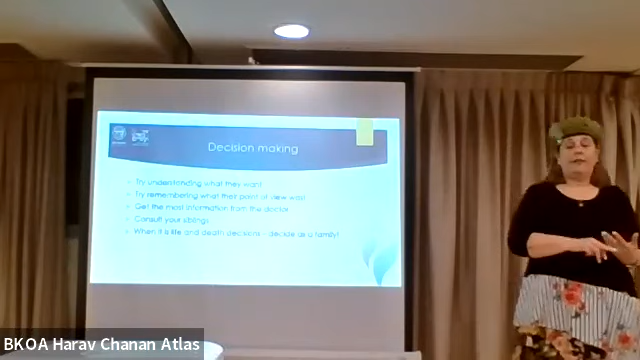 Decision making
Try understanding what they want
Try remembering what their point of view was?
Get the most information from the doctor
Consult your siblings
When it is life and death decisions - decide as a family!
BKOA Harav Chanan Atlas